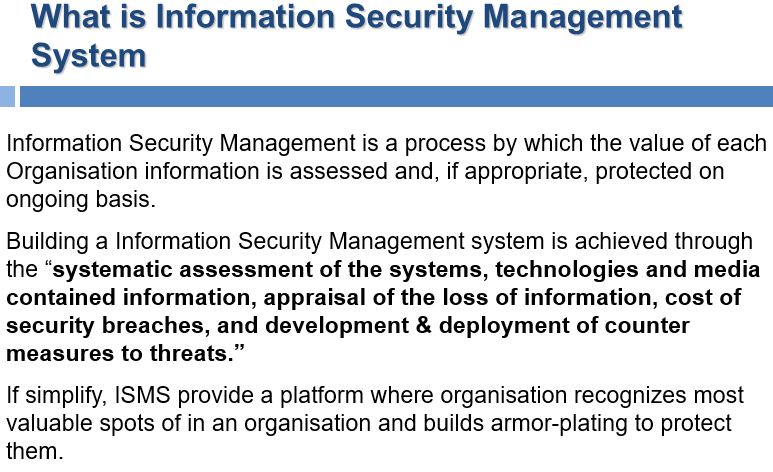 What is Information Security Management
System
Information Security Management is a process by which the value of each
Organisation information is assessed and, if appropriate, protected on
ongoing basis.
Building a Information Security Management system is achieved through
the “systematic assessment of the systems, technologies and media
contained information, appraisal of the loss of information, cost of
security breaches, and development & deployment of counter
measures to threats.”
If simplify, ISMS provide a platform where organisation recognizes most
valuable spots of in an organisation and builds armor-plating to protect
them.